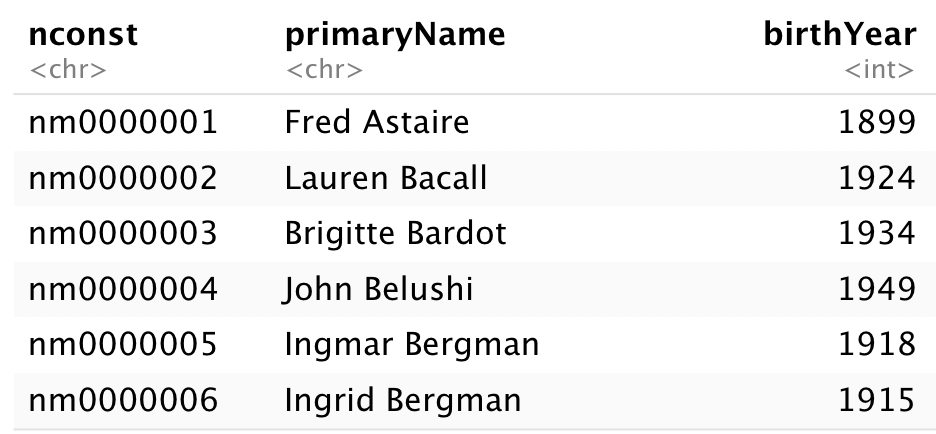 nconst primaryName birthYear
<chr> <chr> <int>
nm0000001 Fred Astaire 1899
nm0000002 Lauren Bacall 1924
nm0000003 Brigitte Bardot 1934
nm0000004 John Belushi 1949
nm0000005 Ingmar Bergman 1918
nm0000006 Ingrid Bergman 1915